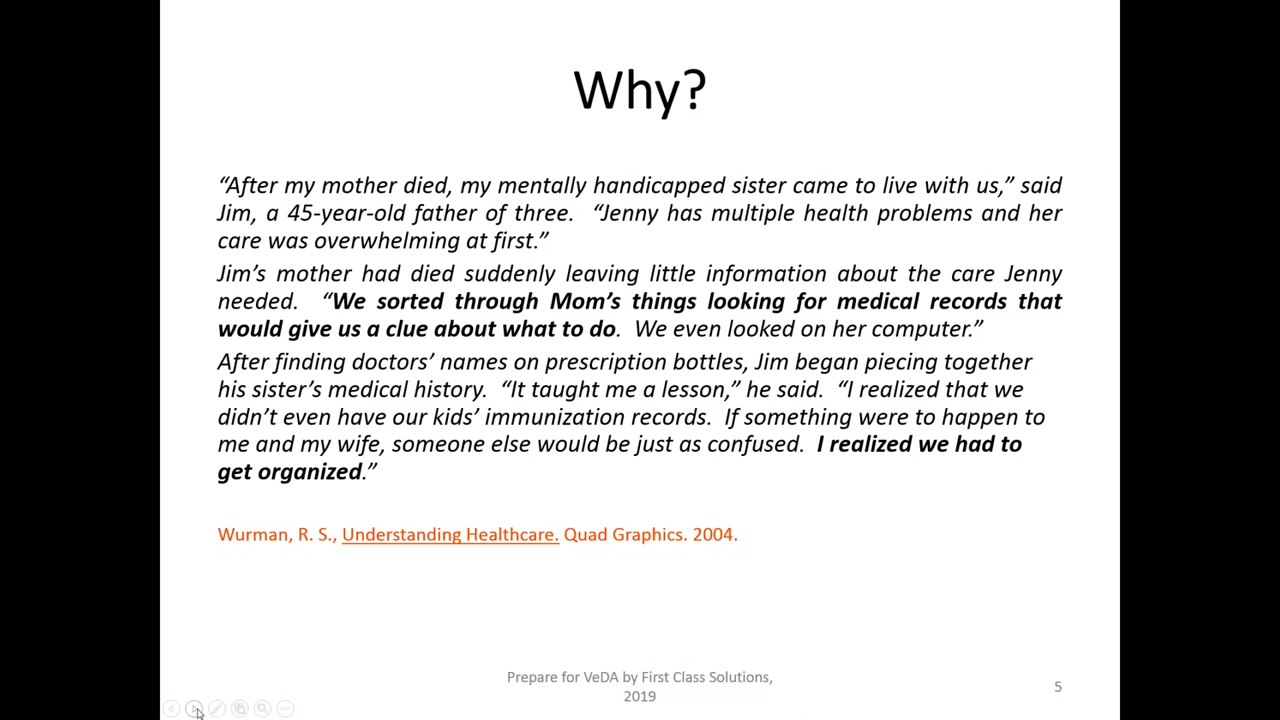 Why?
“After my mother died, my mentally handicapped sister came to live with us,” said
Jim, a 45-year-old father of three.  “Jenny has multiple health problems and her
care was overwhelming at first.”
Jim’s mother had died suddenly leaving little information about the care Jenny
needed.  “We sorted through Mom’s things looking for medical records that
would give us a clue about what to do.  We even looked on her computer.”
After finding doctors’ names on prescription bottles, Jim began piecing together
his sister’s medical history.  “It taught me a lesson,” he said.  “I realized that we
didn’t even have our kids’ immunization records.  If something were to happen to
me and my wife, someone else would be just as confused.  I realized we had to
get organized.”
Wurman, R. S., Understanding Healthcare. Quad Graphics. 2004.
Prepare for VeDA by First Class Solutions,
2019
5